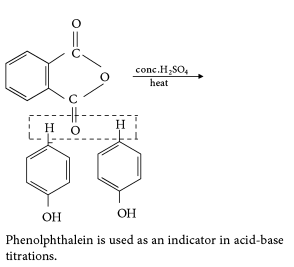 O
C
O
conc.H₂SO₄
heat
C
H O H
OH OH
Phenolphthalein is used as an indicator in acid-base
titrations.